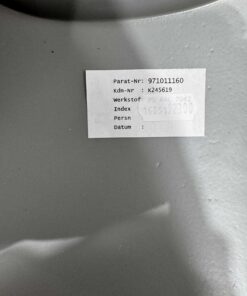 Parat-Nr: 971011160
Kdn-Nr : K245619
Werkstof
Index
Persn
Datum :